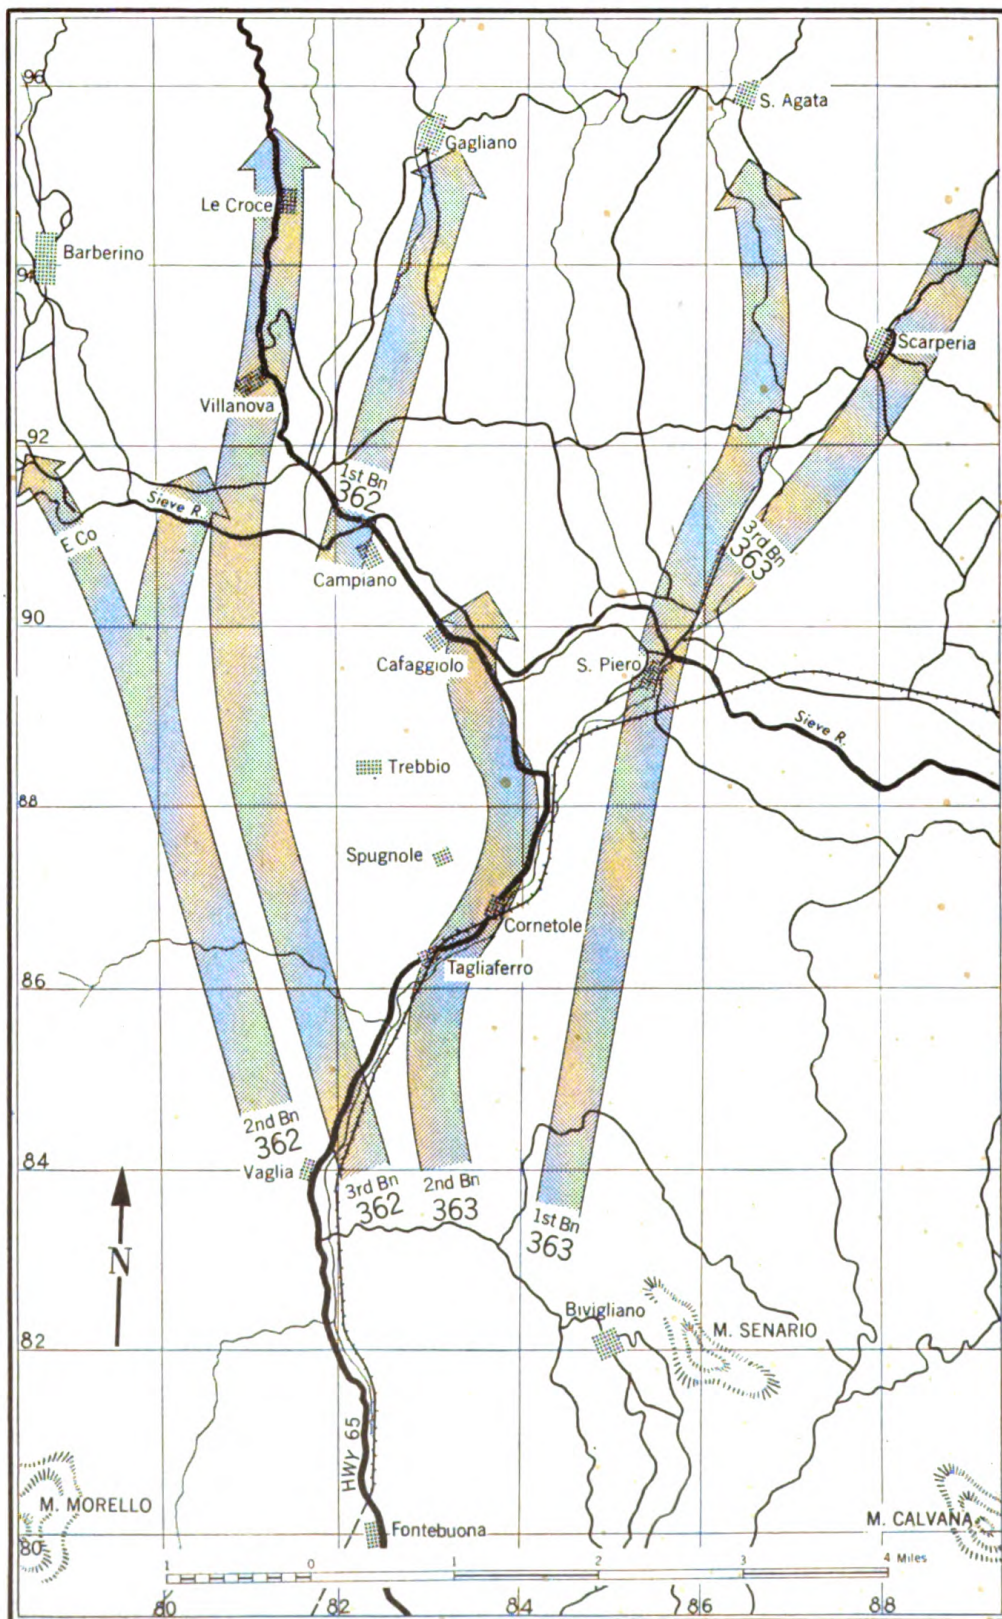 96
S. Agata
Gagliano
Le Croce
Barberino
94
Scarperia
Villanova
92
1st Bn
362
Sieve R.
E Co
3rd Bn
363
Campiano
90
Cafaggiolo
S. Piero
Sieve R.
Trebbio
88
Spugnole
Cornetole
Tagliaferro
86
2nd Bn
362
Vaglia
84
3rd Bn
362
2nd Bn
363
1st Bn
363
N
Bivigliano
M. SENARIO
82
HWY 65
M. MORELLO
M. CALVANA
Fontebuona
80
1 0 1 2 3 4 Miles
80 82 84 86 88